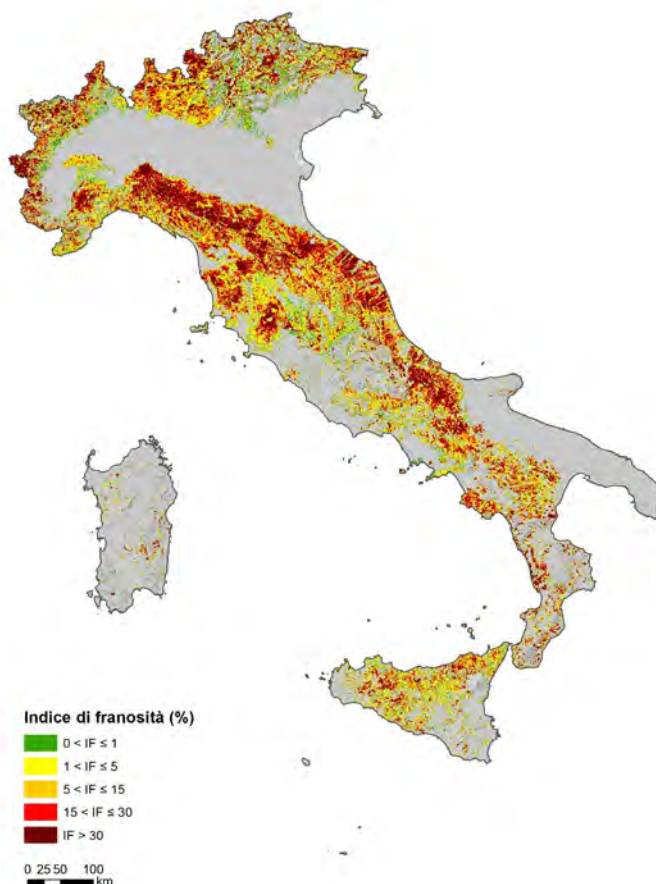 Indice di franosità (%)
0 < IF ≤ 1
1 < IF ≤ 5
5 < IF ≤ 15
15 < IF ≤ 30
IF > 30
0 25 50 100
km